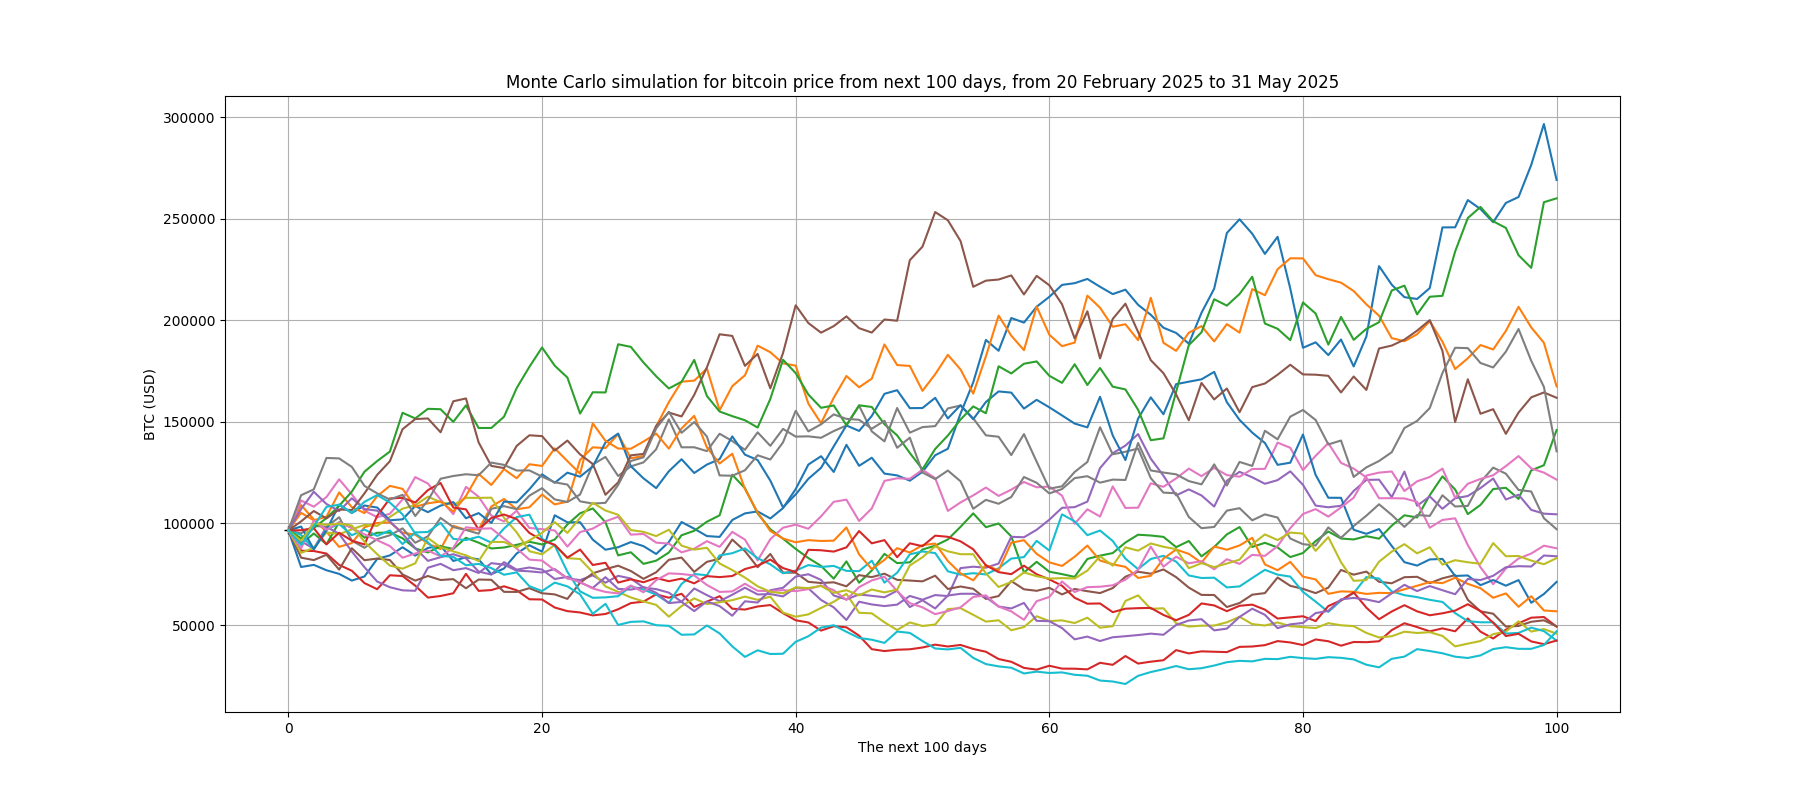 Monte Carlo simulation for bitcoin price from next 100 days, from 20 February 2025 to 31 May 2025
300000
250000
200000
150000
100000
50000
BTC (USD)
0 20 40 60 80 100
The next 100 days